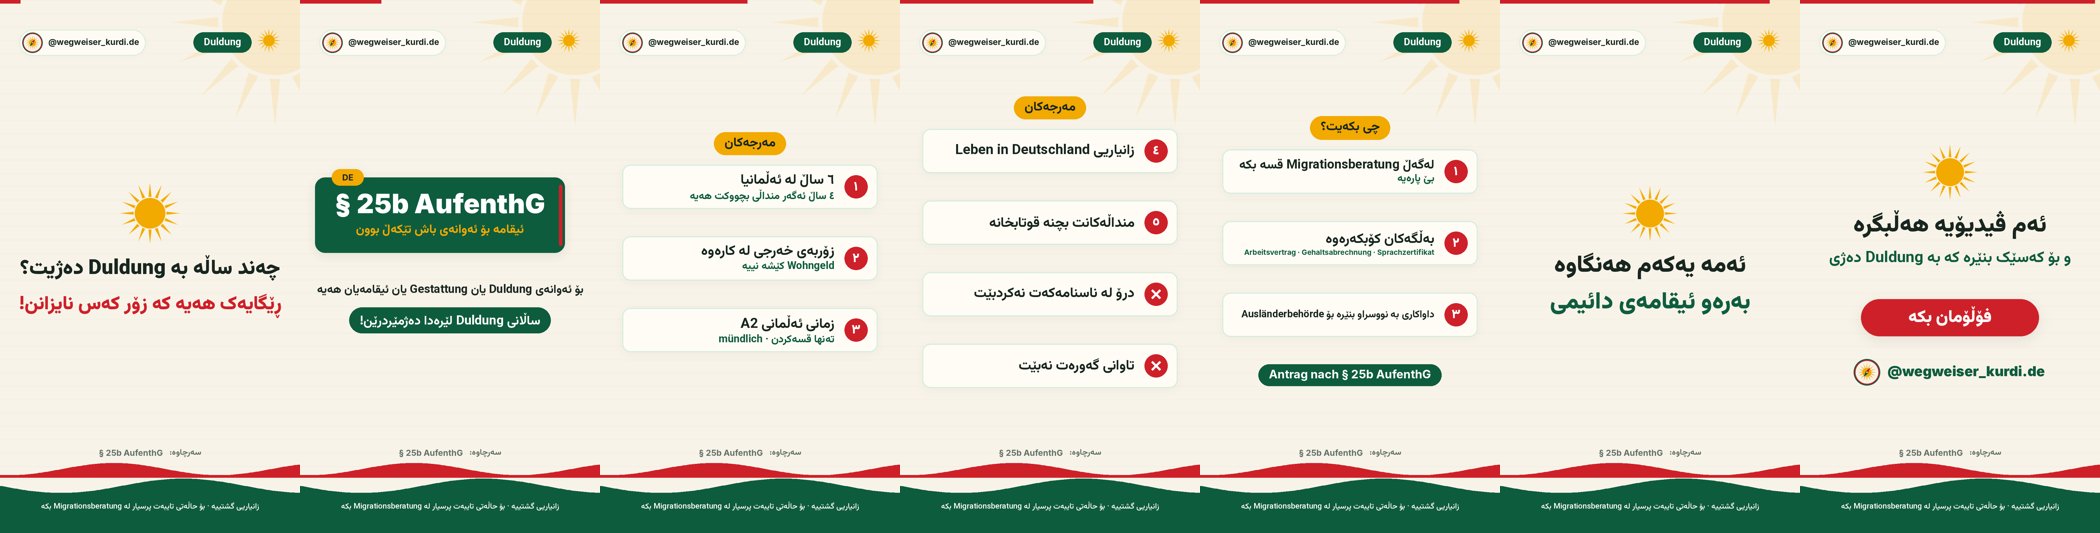 @wegweiser_kurdi.de
Duldung
چەند ساڵە بە Duldung دەژیت؟
ڕێگایەک هەیە کە زۆر کەس نایزانن!
سەرچاوە: § 25b AufenthG
زانیاریی گشتییە · بۆ حاڵەتی تایبەت پرسیار لە Migrationsberatung بکە
@wegweiser_kurdi.de
Duldung
DE
§ 25b AufenthG
ئیقامە بۆ ئەوانەی باش تێکەڵ بوون
بۆ ئەوانەی Duldung یان Gestattung یان ئیقامەیان هەیە
ساڵانی Duldung لێرەدا دەژمێردرێن!
سەرچاوە: § 25b AufenthG
زانیاریی گشتییە · بۆ حاڵەتی تایبەت پرسیار لە Migrationsberatung بکە
@wegweiser_kurdi.de
Duldung
مەرجەکان
١
٦ ساڵ لە ئەڵمانیا
٤ ساڵ ئەگەر منداڵی بچووکت هەیە
٢
زۆربەی خەرجی لە کارەوە
Wohngeld کێشە نییە
٣
زمانی ئەڵمانی A2
تەنها قسەکردن · mündlich
سەرچاوە: § 25b AufenthG
زانیاریی گشتییە · بۆ حاڵەتی تایبەت پرسیار لە Migrationsberatung بکە
@wegweiser_kurdi.de
Duldung
مەرجەکان
٤
زانیاریی Leben in Deutschland
٥
منداڵەکانت بچنە قوتابخانە
درۆ لە ناسنامەکەت نەکردبێت
تاوانی گەورەت نەبێت
سەرچاوە: § 25b AufenthG
زانیاریی گشتییە · بۆ حاڵەتی تایبەت پرسیار لە Migrationsberatung بکە
@wegweiser_kurdi.de
Duldung
چی بکەیت؟
١
لەگەڵ Migrationsberatung قسە بکە
بێ پارەیە
٢
بەڵگەکان کۆبکەرەوە
Arbeitsvertrag · Gehaltsabrechnung · Sprachzertifikat
٣
داواکاری بە نووسراو بنێرە بۆ Ausländerbehörde
Antrag nach § 25b AufenthG
سەرچاوە: § 25b AufenthG
زانیاریی گشتییە · بۆ حاڵەتی تایبەت پرسیار لە Migrationsberatung بکە
@wegweiser_kurdi.de
Duldung
ئەمە یەکەم هەنگاوە
بەرەو ئیقامەی دائیمی
سەرچاوە: § 25b AufenthG
زانیاریی گشتییە · بۆ حاڵەتی تایبەت پرسیار لە Migrationsberatung بکە
@wegweiser_kurdi.de
Duldung
ئەم ڤیدیۆیە هەڵبگرە
و بۆ کەسێک بنێرە کە بە Duldung دەژی
فۆڵۆمان بکە
@wegweiser_kurdi.de
سەرچاوە: § 25b AufenthG
زانیاریی گشتییە · بۆ حاڵەتی تایبەت پرسیار لە Migrationsberatung بکە